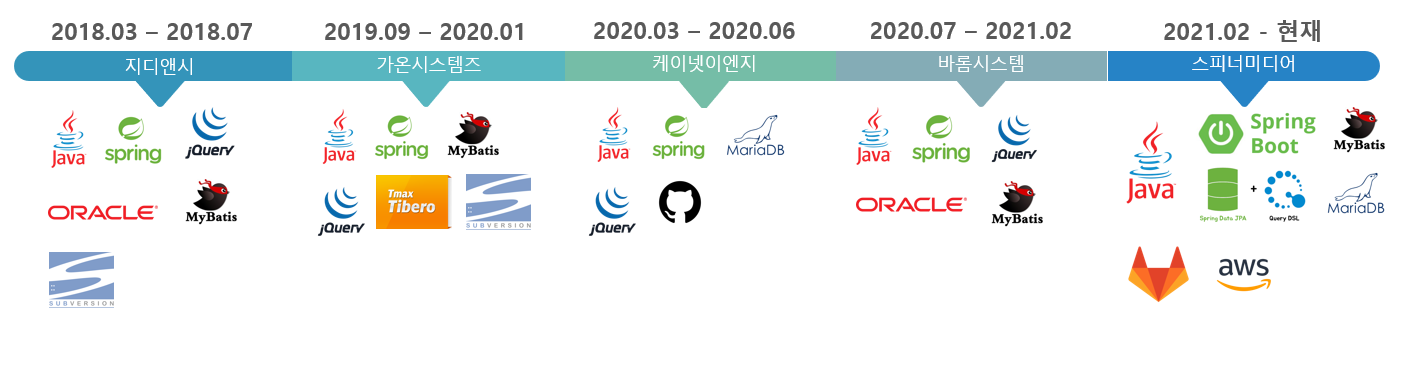 2018.03 – 2018.07
2019.09 – 2020.01
2020.03 – 2020.06
2020.07 – 2021.02
2021.02 - 현재
지디앤시
가온시스템즈
케이넷이엔지
바롬시스템
스피너미디어
Java
spring
jQuery
ORACLE
MyBatis
SUBVERSION
Java
spring
MyBatis
jQuery
Tmax
Tibero
SUBVERSION
Java
spring
MariaDB
jQuery
Java
spring
jQuery
ORACLE
MyBatis
Java
Spring
Boot
MyBatis
Spring Data JPA
+
Query DSL
MariaDB
aws